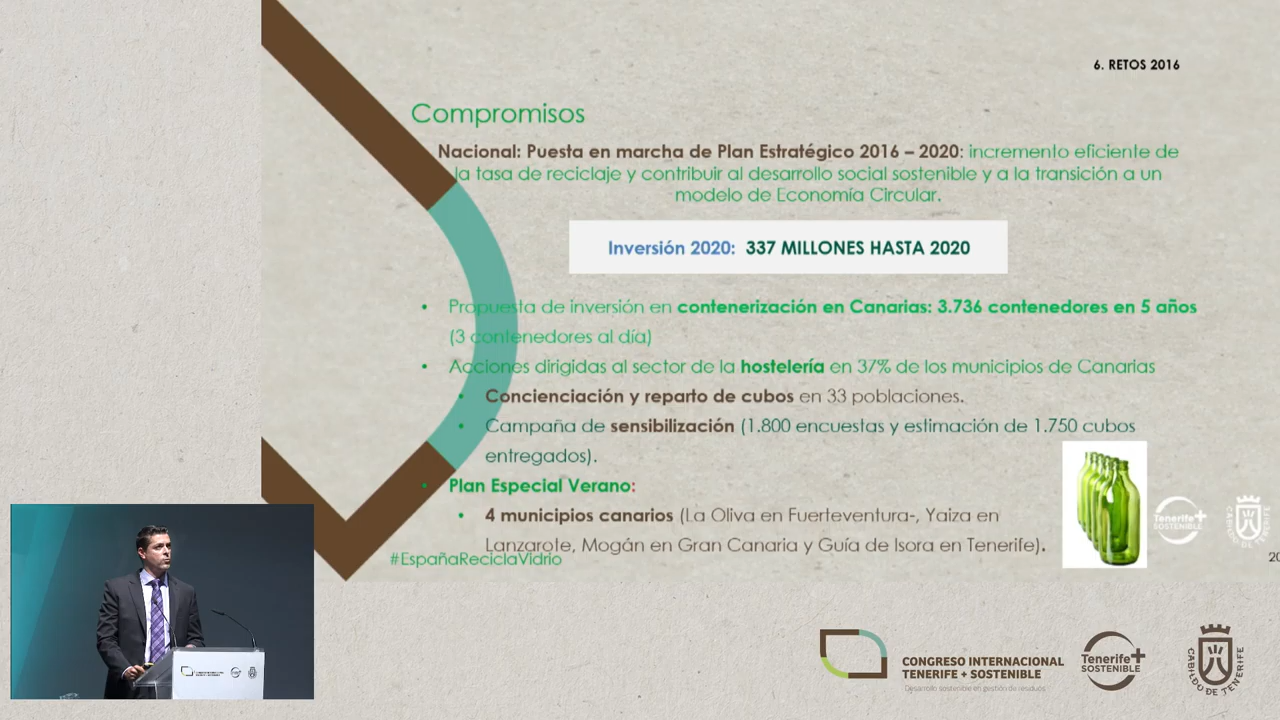 6. RETOS 2016
Compromisos
Nacional: Puesta en marcha de Plan Estratégico 2016 – 2020: incremento eficiente de
la tasa de reciclaje y contribuir al desarrollo social sostenible y a la transición a un
modelo de Economía Circular.
Inversión 2020: 337 MILLONES HASTA 2020
• Propuesta de inversión en contenerización en Canarias: 3.736 contenedores en 5 años
(3 contenedores al día)
• Acciones dirigidas al sector de la hostelería en 37% de los municipios de Canarias
• Concienciación y reparto de cubos en 33 poblaciones.
• Campaña de sensibilización (1.800 encuestas y estimación de 1.750 cubos
entregados).
• Plan Especial Verano:
• 4 municipios canarios (La Oliva en Fuerteventura-, Yaiza en
Lanzarote, Mogán en Gran Canaria y Guía de Isora en Tenerife).
#EspañaReciclaVidrio
Tenerife+
SOSTENIBLE
CABILDO DE TENERIFE
20
CONGRESO INTERNACIONAL
TENERIFE + SOSTENIBLE
Desarrollo sostenible en gestión de residuos
Tenerife+
SOSTENIBLE
CABILDO DE TENERIFE